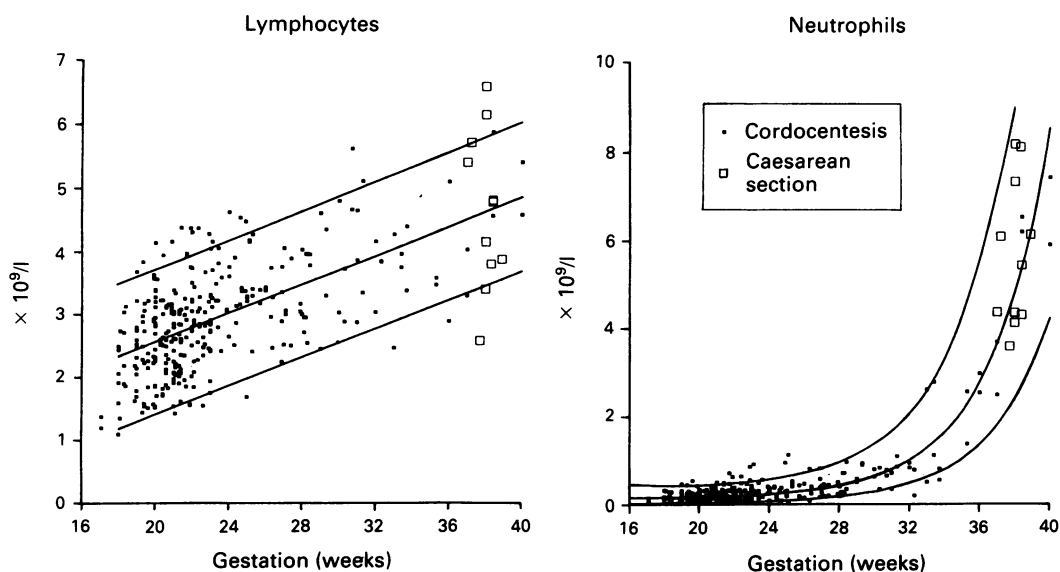 Lymphocytes
7
6
5
4
3
2
1
0
× 10⁹/l
16 20 24 28 32 36 40
Gestation (weeks)
Neutrophils
10
8
6
4
2
0
× 10⁹/l
Cordocentesis
Caesarean
section
16 20 24 28 32 36 40
Gestation (weeks)